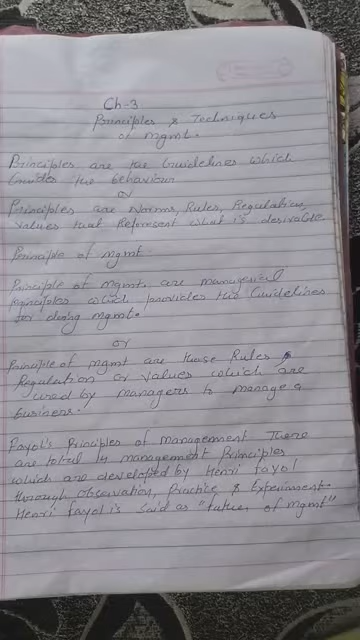 Ch-3
Principles & Techniques
of mgmt.
Principles are the Guidelines which
Guides the behaviour
or
Principles are Norms, Rules, Regulation,
values that Represent what is desirable
Principle of mgmt
Principle of mgmt. are managerial
principles which provides the Guidelines
for doing mgmt.
or
Principle of mgmt are those Rules &
Regulation or values which are
used by managers to manage a
business.
Fayol's Principles of management There
are total 14 management Principles
which are developed by Henri fayol
through observation, Practice & Experiment.
Henri fayol is said as "father of mgmt"